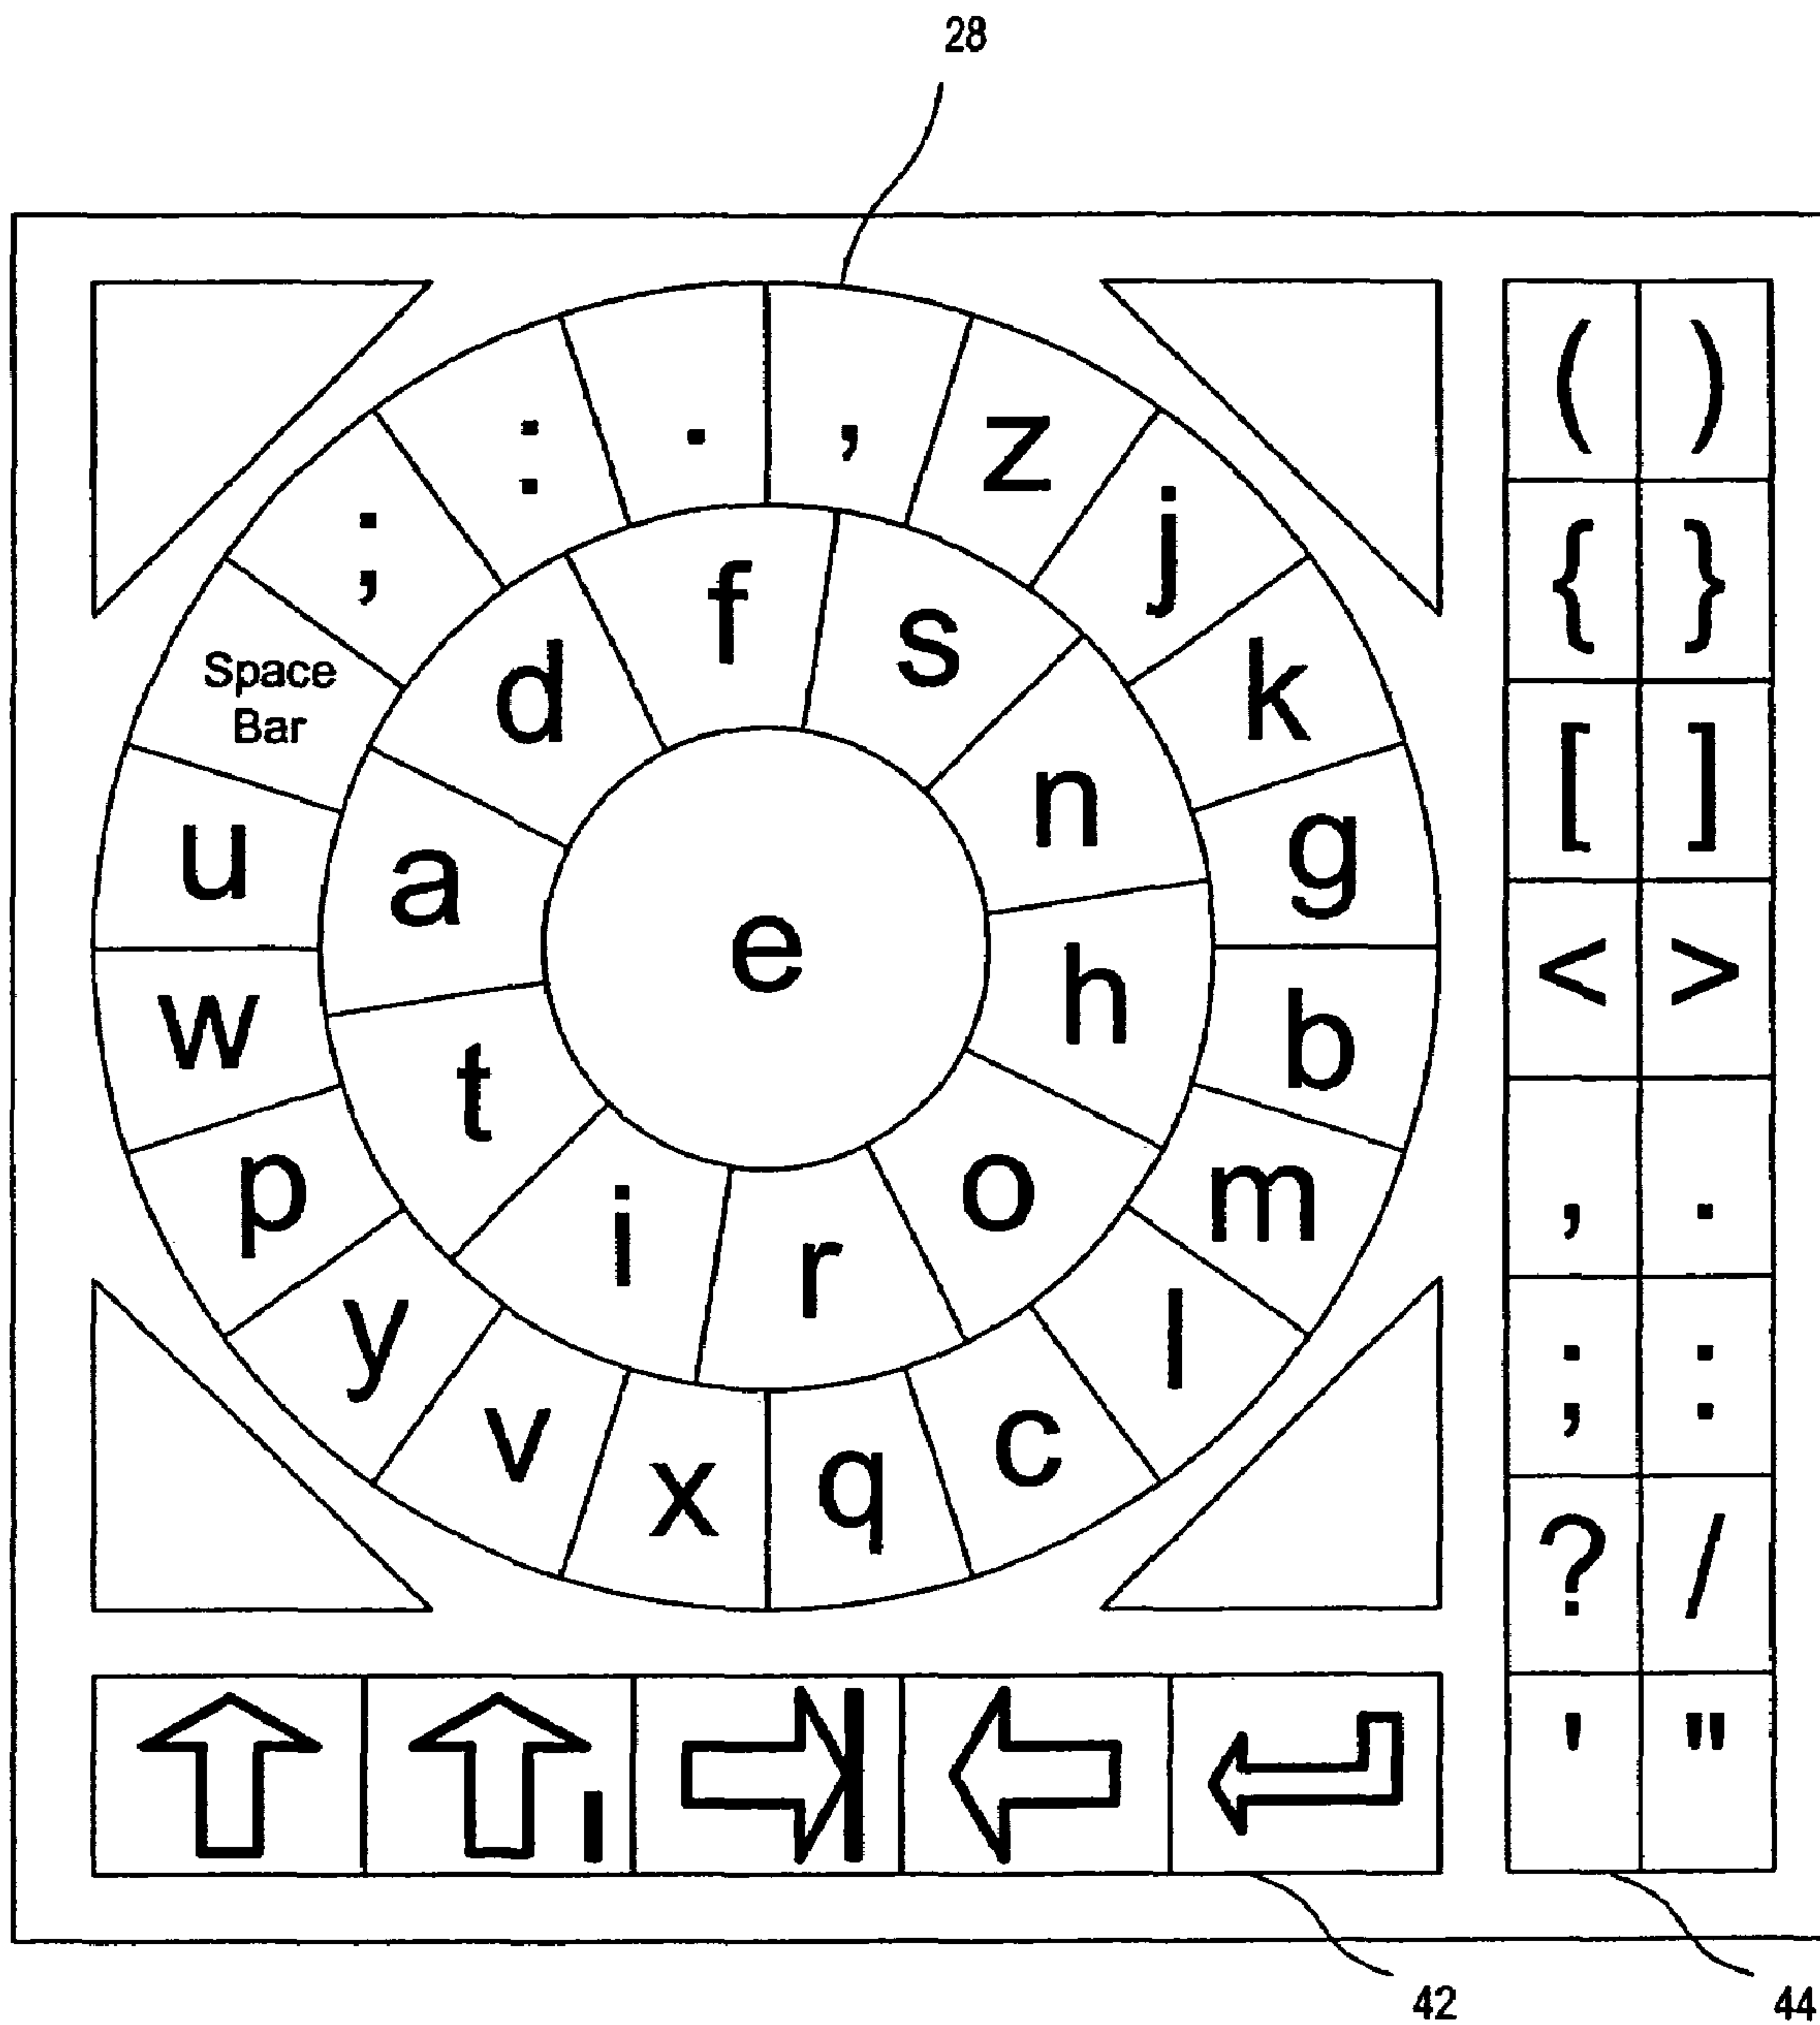 28
: . , z
; j
d f s
Space
Bar
k
u a n g
e
w t h b
p i r o m
y l
v x q c
( )
{ }
[ ]
< >
, .
; :
? /
' "
42
44